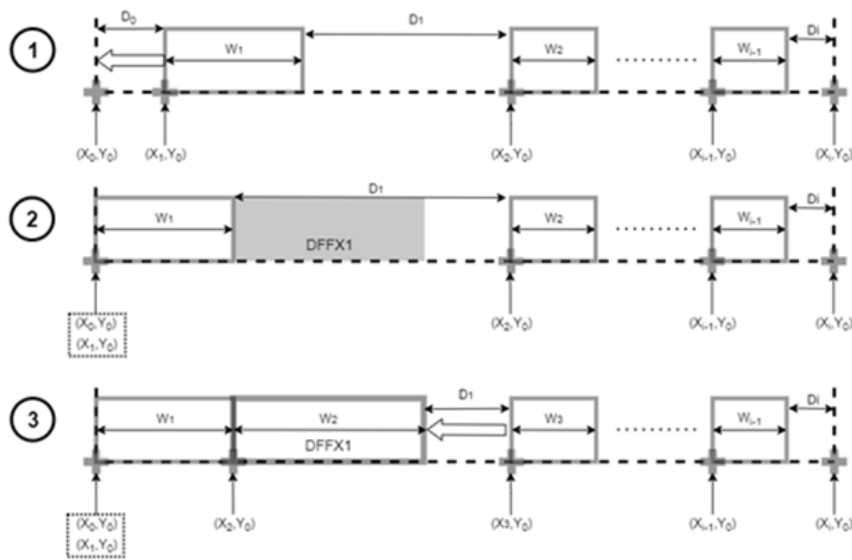 D₀ D₁ Di
1 W₁ W₂ Wᵢ₋₁
(X₀,Y₀) (X₁,Y₀) (X₂,Y₀) (Xᵢ₋₁,Y₀) (Xᵢ,Y₀)
D₁ Di
2 W₁ W₂ Wᵢ₋₁
DFFX1
(X₀,Y₀) (X₂,Y₀) (Xᵢ₋₁,Y₀) (Xᵢ,Y₀)
(X₁,Y₀)
D₁ Di
3 W₁ W₂ W₃ Wᵢ₋₁
DFFX1
(X₀,Y₀) (X₂,Y₀) (X3,Y₀) (Xᵢ₋₁,Y₀) (Xᵢ,Y₀)
(X₁,Y₀)